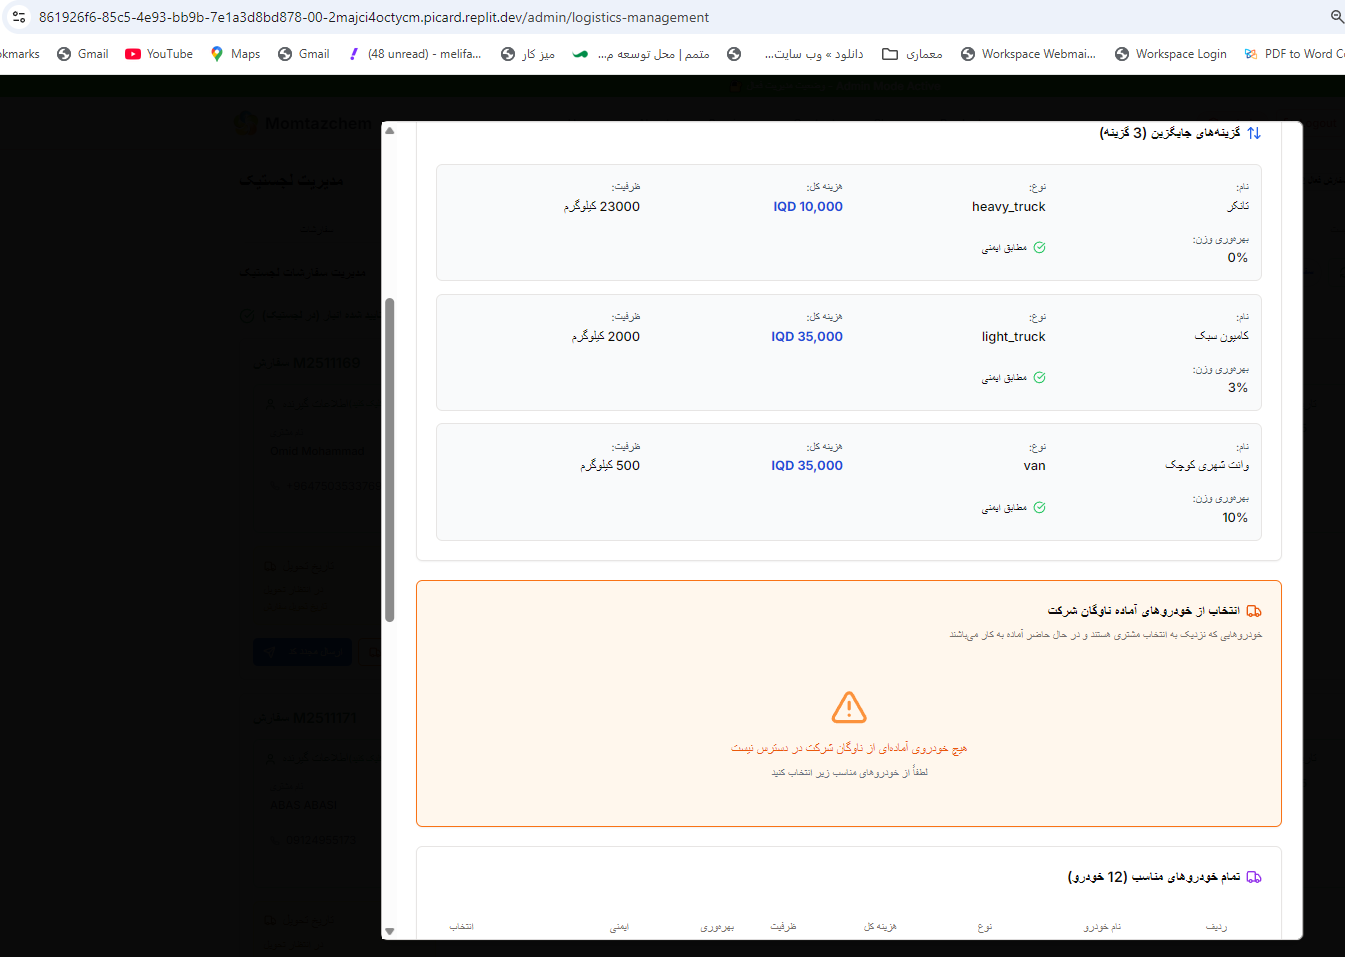 861926f6-85c5-4e93-bb9b-7e1a3d8bd878-00-2majci4octycm.picard.replit.dev/admin/logistics-management
okmarks Gmail YouTube Maps Gmail (48 unread) - melifa... میز کار متمم | محل توسعه م... دانلود » وب سایت... معماری Workspace Webmai... Workspace Login PDF to Word Co
Momtazchem
مدیریت لجستیک
M2511159 سفارش
M2511171 سفارش
گزینه‌های جایگزین (3 گزینه)
نام: نوع: هزینه کل: ظرفیت:
تانکر heavy_truck IQD 10,000 23000 کیلوگرم
بهره‌وری وزن:
مطابق ایمنی
0%
نام: نوع: هزینه کل: ظرفیت:
کامیون سبک light_truck IQD 35,000 2000 کیلوگرم
بهره‌وری وزن:
مطابق ایمنی
3%
نام: نوع: هزینه کل: ظرفیت:
وانت شهری کوچک van IQD 35,000 500 کیلوگرم
بهره‌وری وزن:
مطابق ایمنی
10%
انتخاب از خودروهای آماده ناوگان شرکت
خودروهایی که نزدیک به انتخاب مشتری هستند و در حال حاضر آماده به کار می‌باشند
هیچ خودروی آماده‌ای از ناوگان شرکت در دسترس نیست
لطفاً از خودروهای مناسب زیر انتخاب کنید
تمام خودروهای مناسب (12 خودرو)
ردیف نام خودرو نوع هزینه کل ظرفیت بهره‌وری ایمنی انتخاب